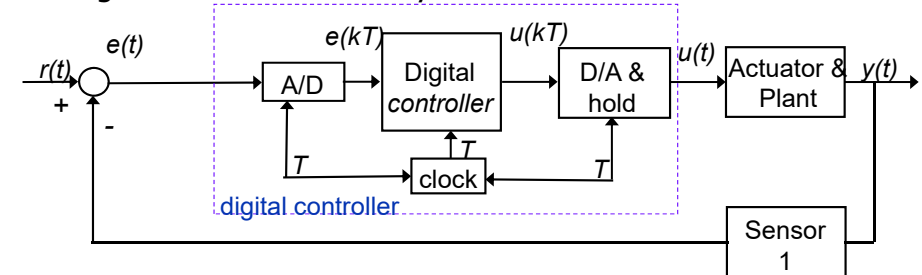 e(t)
r(t)
+
-
e(kT)
A/D
Digital
controller
u(kT)
D/A &
hold
u(t)
Actuator &
Plant
y(t)
T
T
T
clock
digital controller
Sensor
1